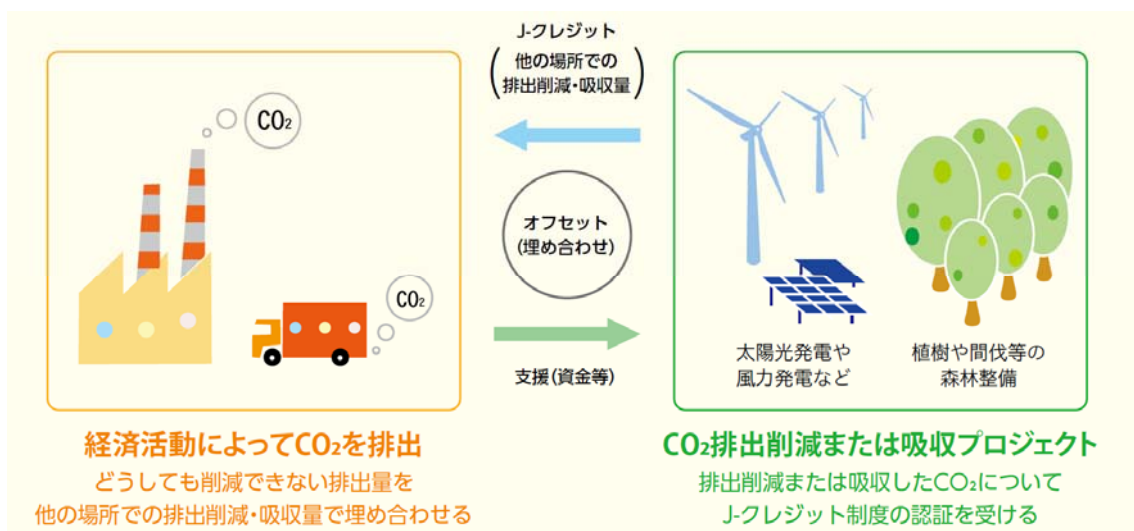 J-クレジット
(他の場所での
排出削減・吸収量)
CO₂
CO₂
オフセット
(埋め合わせ)
支援(資金等)
太陽光発電や
風力発電など
植樹や間伐等の
森林整備
経済活動によってCO₂を排出
どうしても削減できない排出量を
他の場所での排出削減・吸収量で埋め合わせる
CO₂排出削減または吸収プロジェクト
排出削減または吸収したCO₂について
J-クレジット制度の認証を受ける